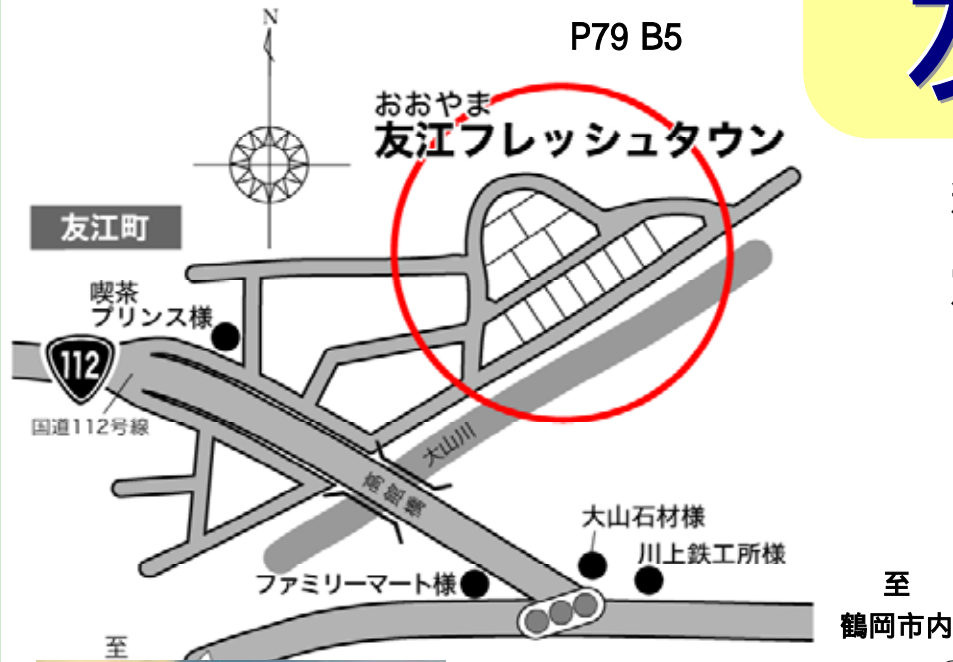 N
P79 B5
おおやま
友江フレッシュタウン
友江町
喫茶
プリンス様
112
国道112号線
大山川
高館橋
大山石材様
川上鉄工所様
ファミリーマート様
至
鶴岡市内
至